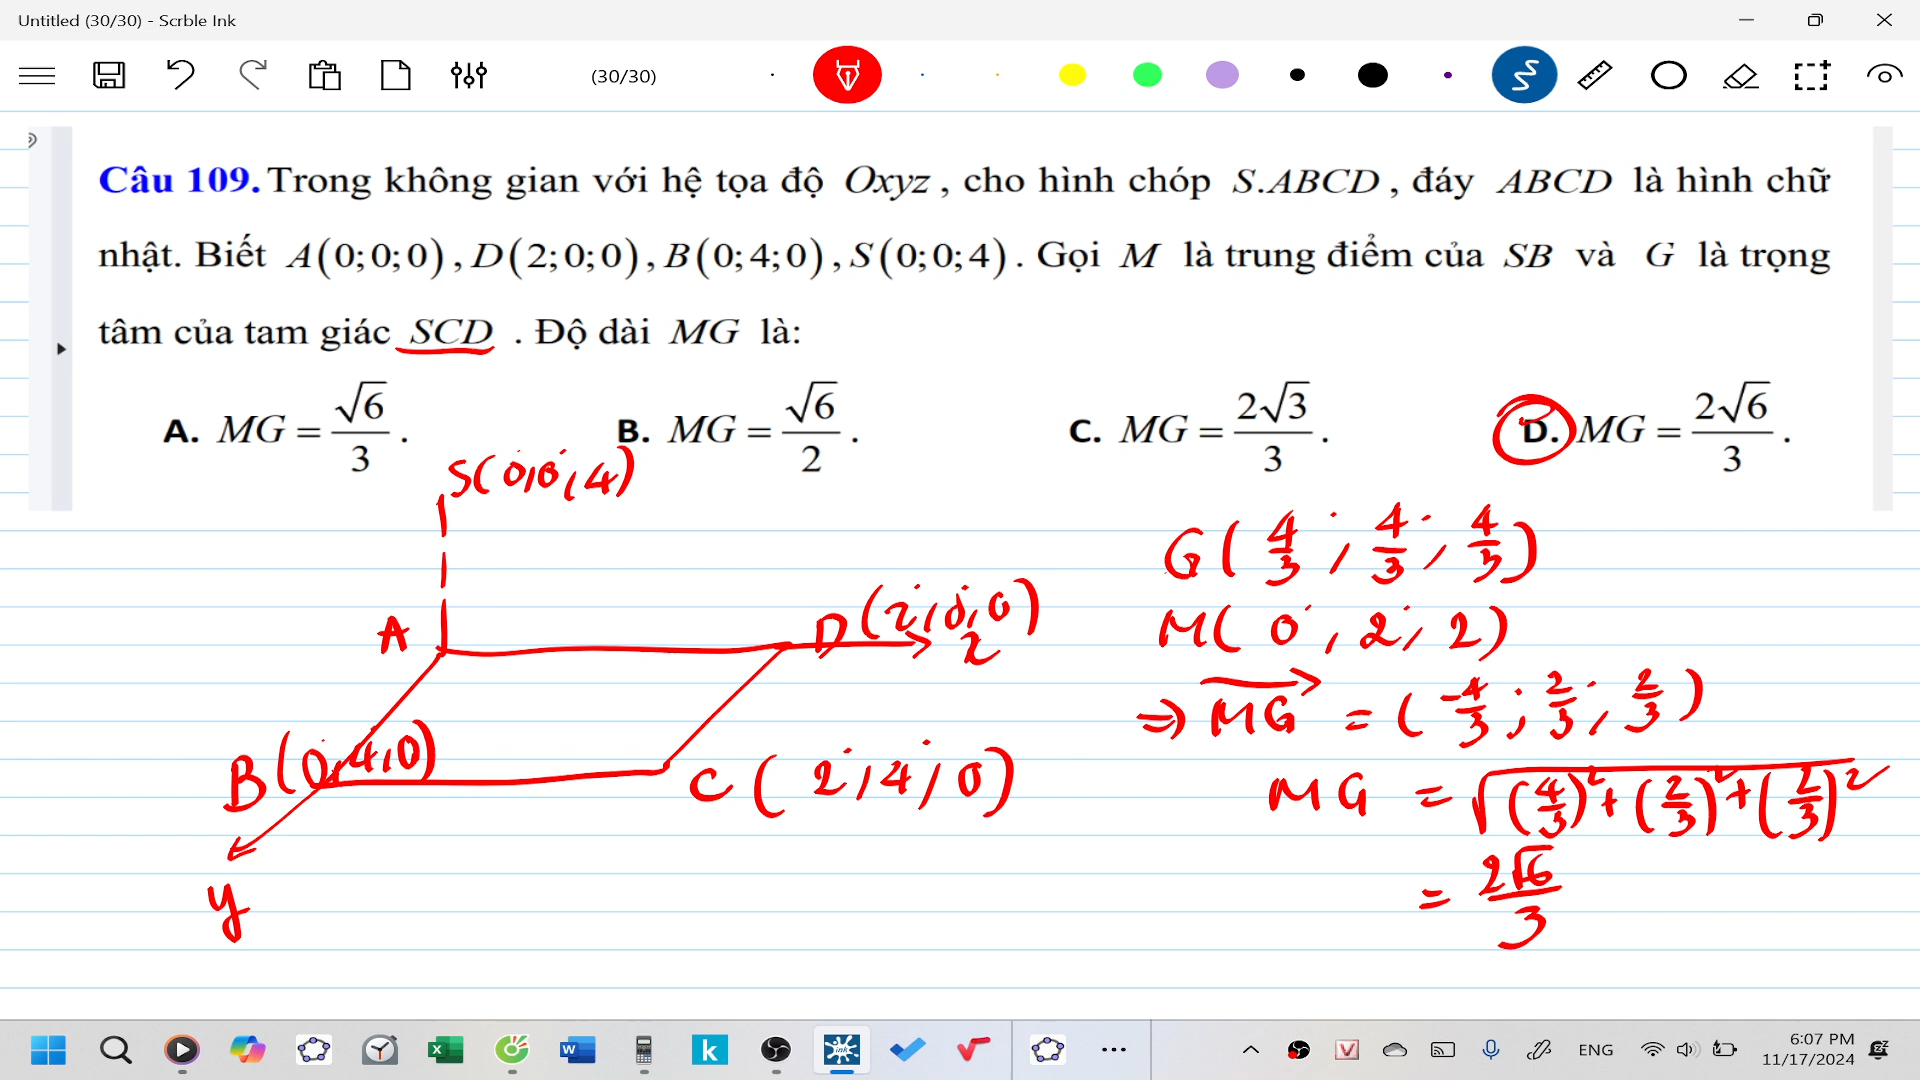 Untitled (30/30) - Scrble Ink
(30/30)
Câu 109. Trong không gian với hệ tọa độ Oxyz , cho hình chóp S.ABCD , đáy ABCD là hình chữ
nhật. Biết A(0;0;0), D(2;0;0), B(0;4;0), S(0;0;4). Gọi M là trung điểm của SB và G là trọng
tâm của tam giác SCD . Độ dài MG là:
A. MG = √6/3 . B. MG = √6/2 . C. MG = 2√3/3 . D. MG = 2√6/3 .
S(0;0;4)
A
D(2;0;0)
B(0;4;0)
C(2;4;0)
y
G(4/3; 4/3; 4/3)
M(0; 2; 2)
⇒ MG = (-4/3; 2/3; 2/3)
MG = √((4/3)² + (2/3)² + (2/3)²)
= 2√6/3
ENG
6:07 PM
11/17/2024